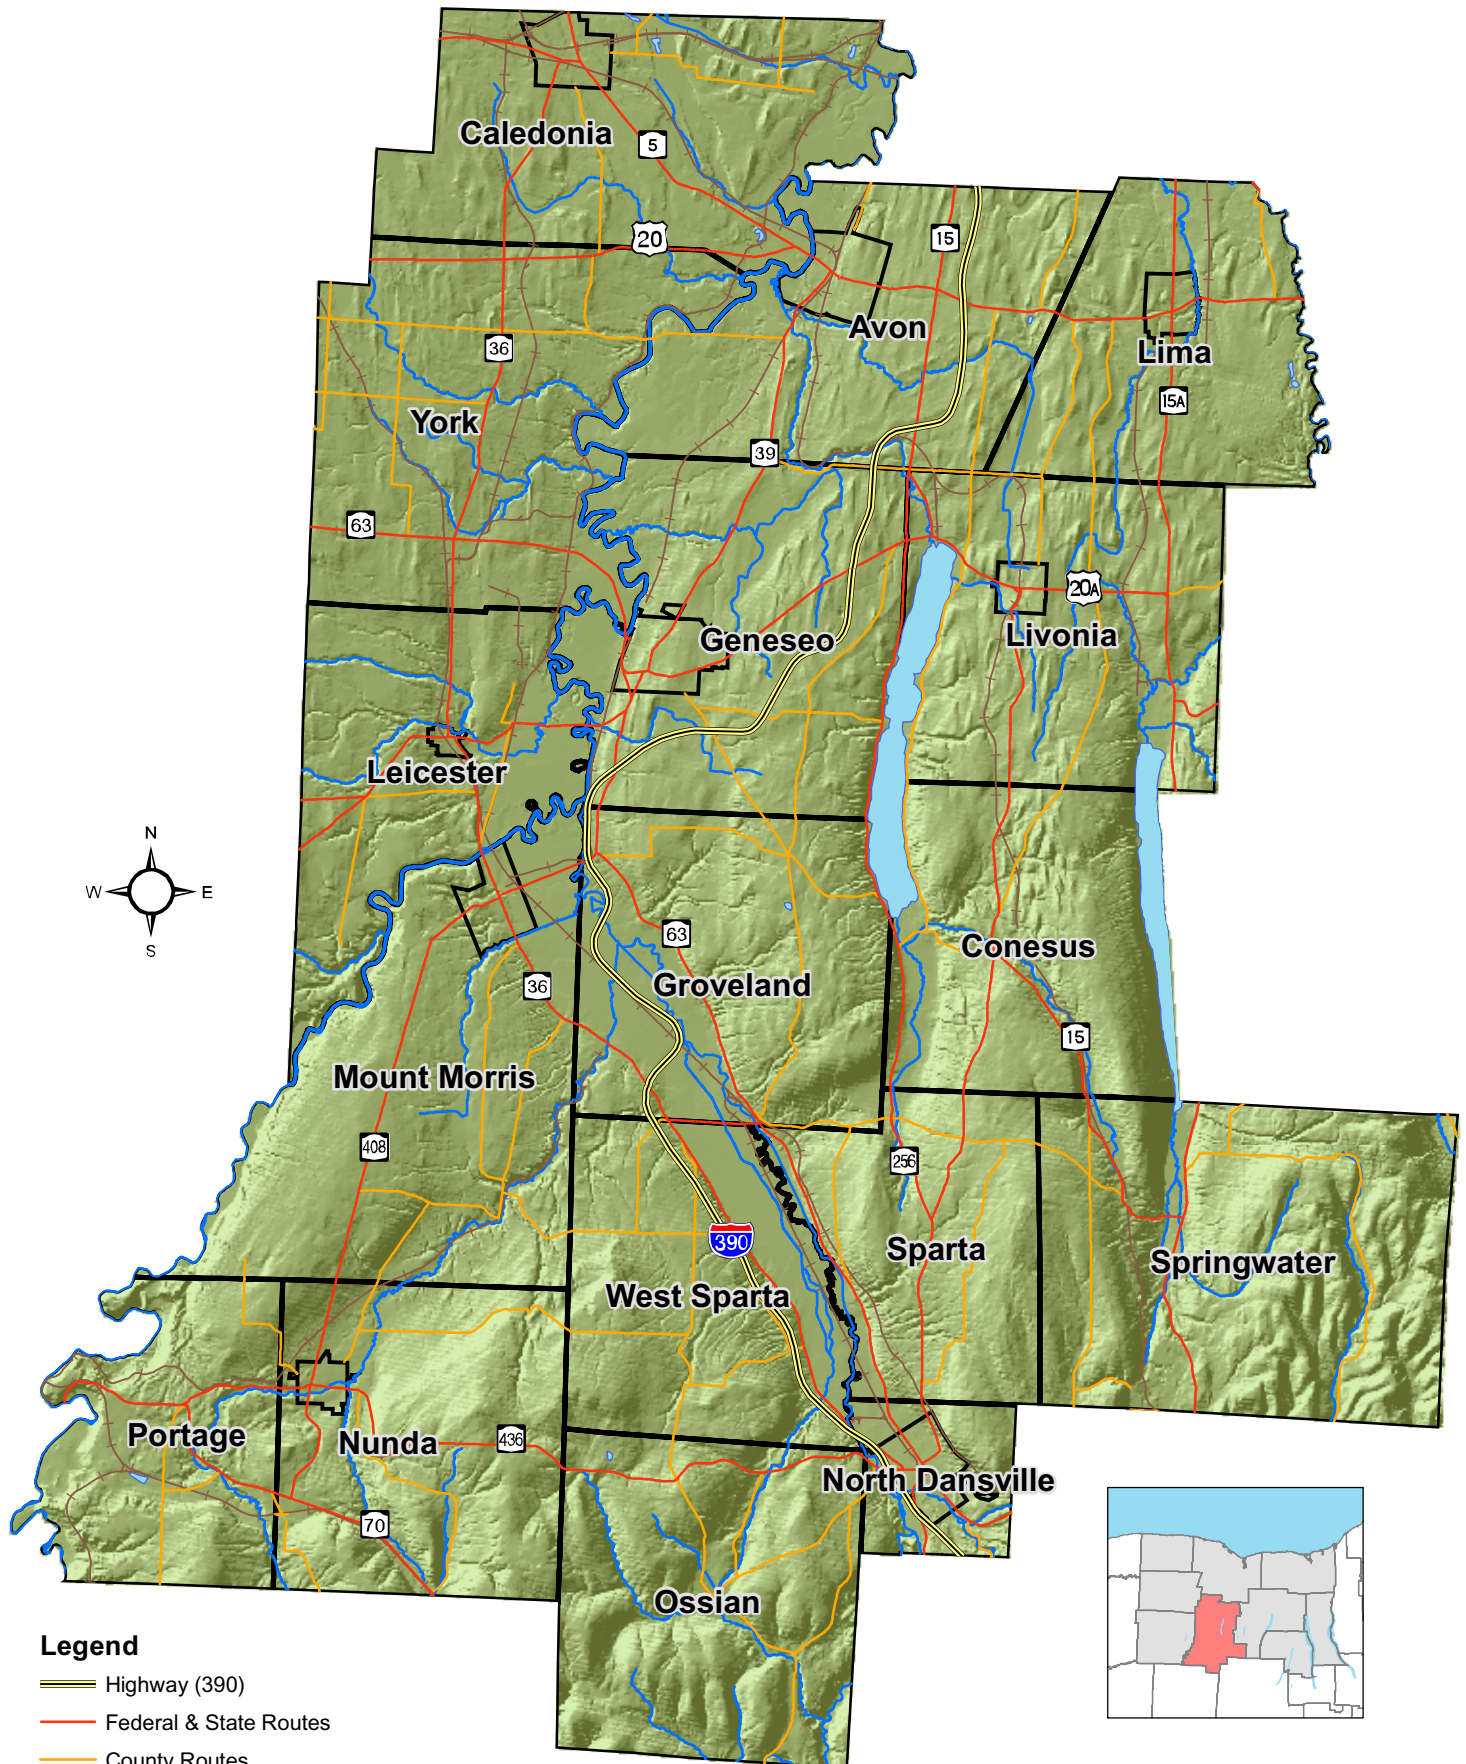 Caledonia
5
20
15
Avon
Lima
36
15A
York
39
63
20A
Geneseo
Livonia
Leicester
N
W E
S
63
Conesus
36
Groveland
15
Mount Morris
408
256
390
Sparta
Springwater
West Sparta
Portage
Nunda
436
North Dansville
70
Ossian
Legend
Highway (390)
Federal & State Routes
County Routes